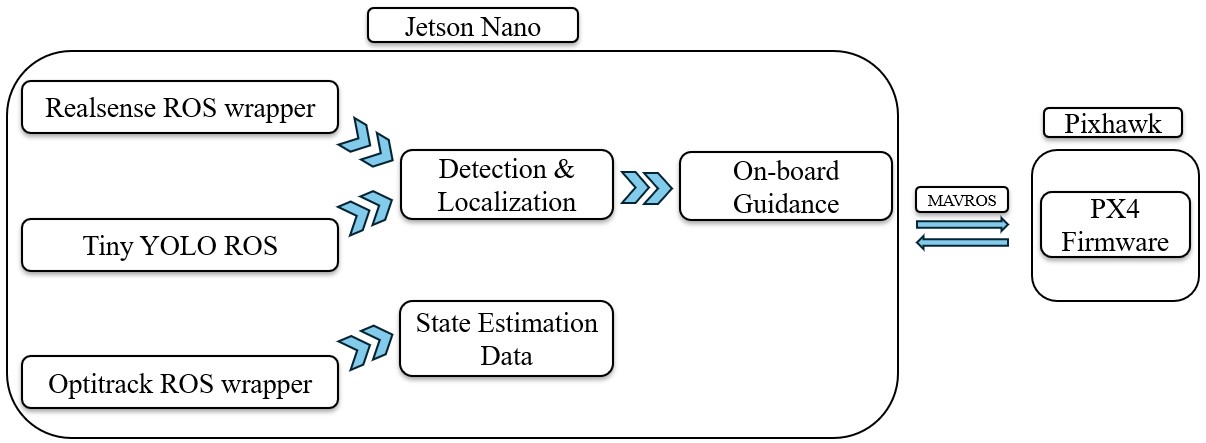 Jetson Nano
Realsense ROS wrapper
Tiny YOLO ROS
Optitrack ROS wrapper
Detection &
Localization
State Estimation
Data
On-board
Guidance
MAVROS
Pixhawk
PX4
Firmware